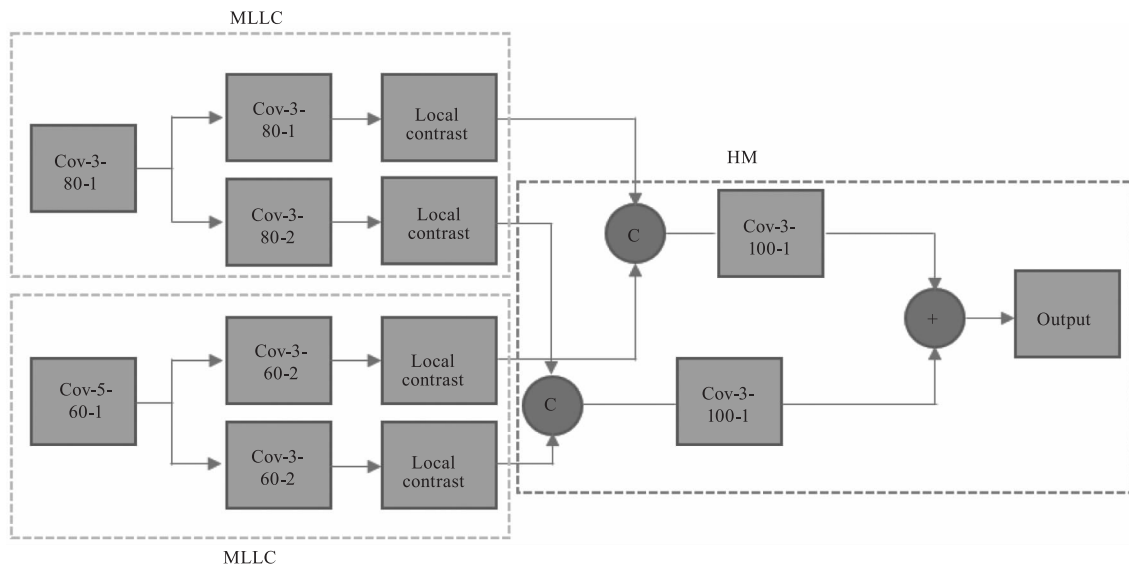 MLLC
Cov-3-
80-1
Cov-3-
80-1
Local
contrast
Cov-3-
80-2
Local
contrast
HM
C
Cov-3-
100-1
+
Output
Cov-5-
60-1
Cov-3-
60-2
Local
contrast
C
Cov-3-
100-1
Cov-3-
60-2
Local
contrast
MLLC